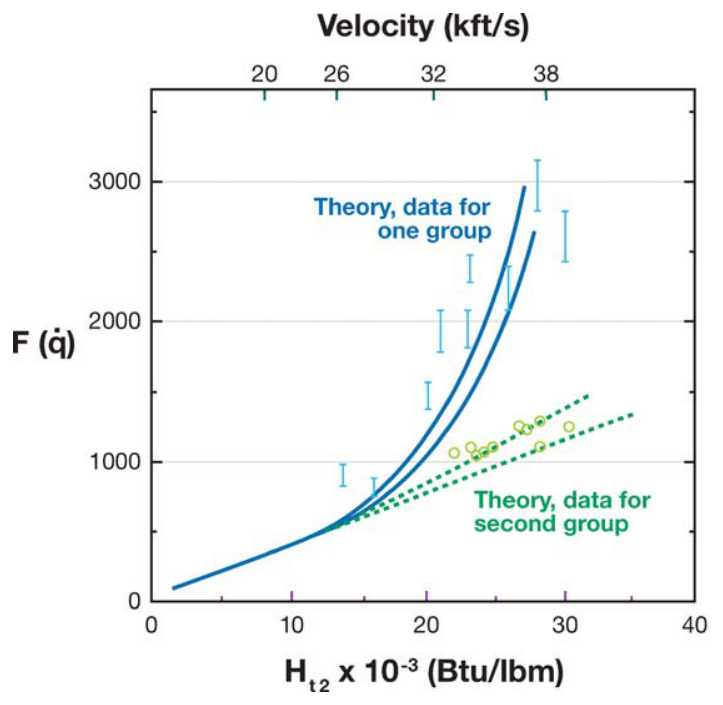 Velocity (kft/s)
20 26 32 38
3000
Theory, data for
one group
2000
F (q̇)
1000
Theory, data for
second group
0
0 10 20 30 40
H_t2 x 10^-3 (Btu/lbm)